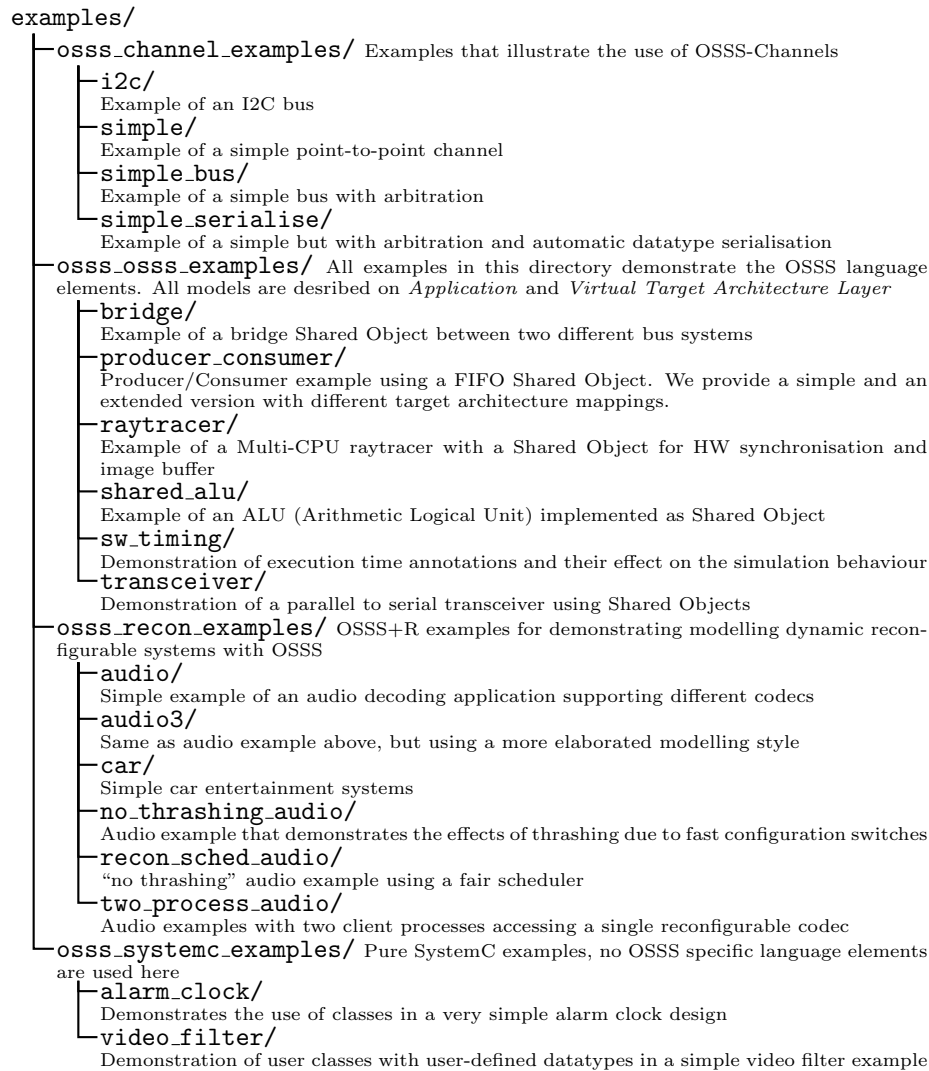 examples/
osss_channel_examples/ Examples that illustrate the use of OSSS-Channels
i2c/
Example of an I2C bus
simple/
Example of a simple point-to-point channel
simple_bus/
Example of a simple bus with arbitration
simple_serialise/
Example of a simple but with arbitration and automatic datatype serialisation
osss_osss_examples/ All examples in this directory demonstrate the OSSS language
elements. All models are desribed on Application and Virtual Target Architecture Layer
bridge/
Example of a bridge Shared Object between two different bus systems
producer_consumer/
Producer/Consumer example using a FIFO Shared Object. We provide a simple and an
extended version with different target architecture mappings.
raytracer/
Example of a Multi-CPU raytracer with a Shared Object for HW synchronisation and
image buffer
shared_alu/
Example of an ALU (Arithmetic Logical Unit) implemented as Shared Object
sw_timing/
Demonstration of execution time annotations and their effect on the simulation behaviour
transceiver/
Demonstration of a parallel to serial transceiver using Shared Objects
osss_recon_examples/ OSSS+R examples for demonstrating modelling dynamic recon-
figurable systems with OSSS
audio/
Simple example of an audio decoding application supporting different codecs
audio3/
Same as audio example above, but using a more elaborated modelling style
car/
Simple car entertainment systems
no_thrashing_audio/
Audio example that demonstrates the effects of thrashing due to fast configuration switches
recon_sched_audio/
“no thrashing” audio example using a fair scheduler
two_process_audio/
Audio examples with two client processes accessing a single reconfigurable codec
osss_systemc_examples/ Pure SystemC examples, no OSSS specific language elements
are used here
alarm_clock/
Demonstrates the use of classes in a very simple alarm clock design
video_filter/
Demonstration of user classes with user-defined datatypes in a simple video filter example